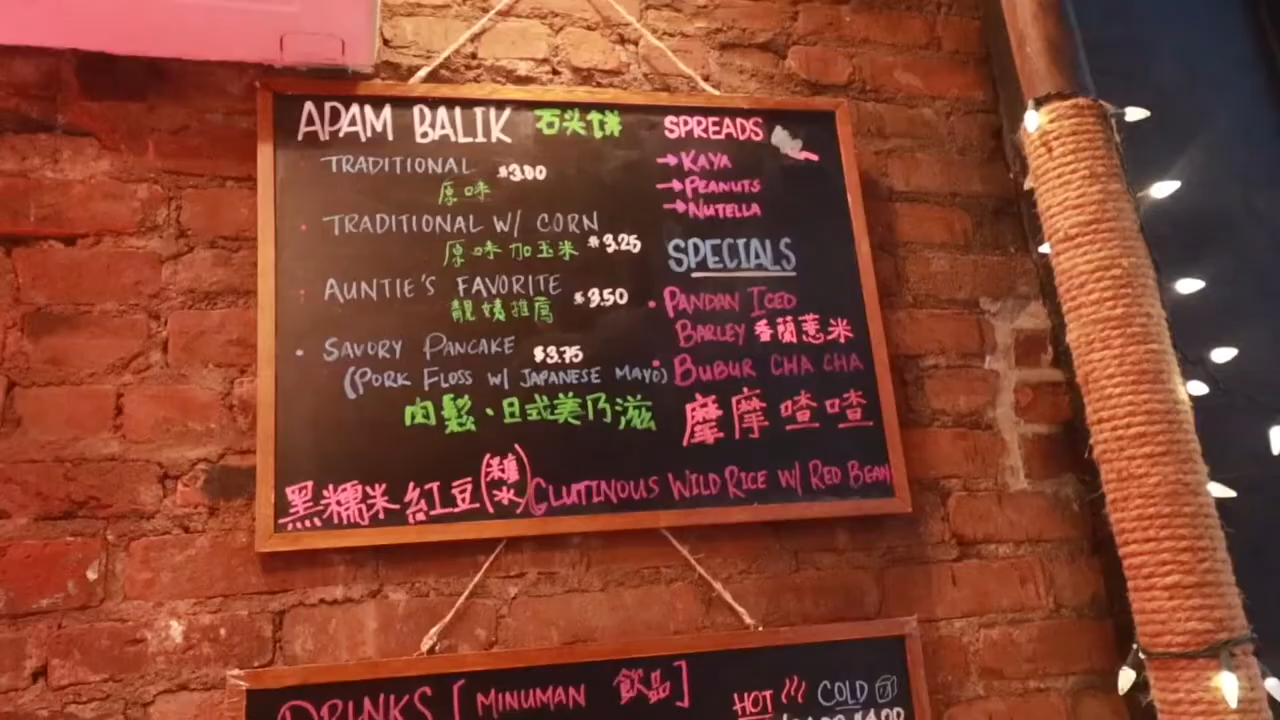 APAM BALIK 石头饼
TRADITIONAL $3.00
原味
TRADITIONAL W/ CORN
原味加玉米 $3.25
AUNTIE'S FAVORITE
靚姨推薦 $3.50
SAVORY PANCAKE $3.75
(PORK FLOSS W/ JAPANESE MAYO)
肉鬆·日式美乃滋
SPREADS
→KAYA
→PEANUTS
→NUTELLA
SPECIALS
PANDAN ICED
BARLEY 香蘭薏米
BUBUR CHA CHA
摩摩喳喳
黑糯米紅豆(糖水) GLUTINOUS WILD RICE W/ RED BEAN
DRINKS [MINUMAN 飲品]
HOT COLD